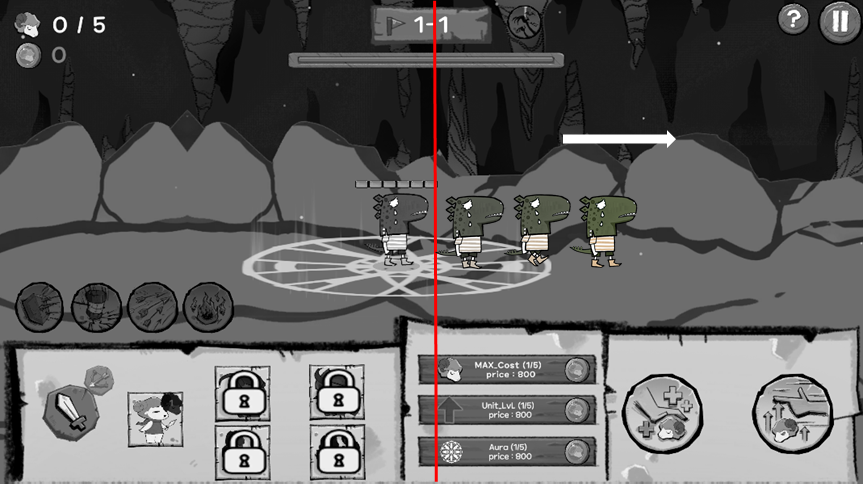 0 / 5
0
1-1
?
MAX_Cost (1/5)
price : 800
Unit_LvL (1/5)
price : 800
Aura (1/5)
price : 800